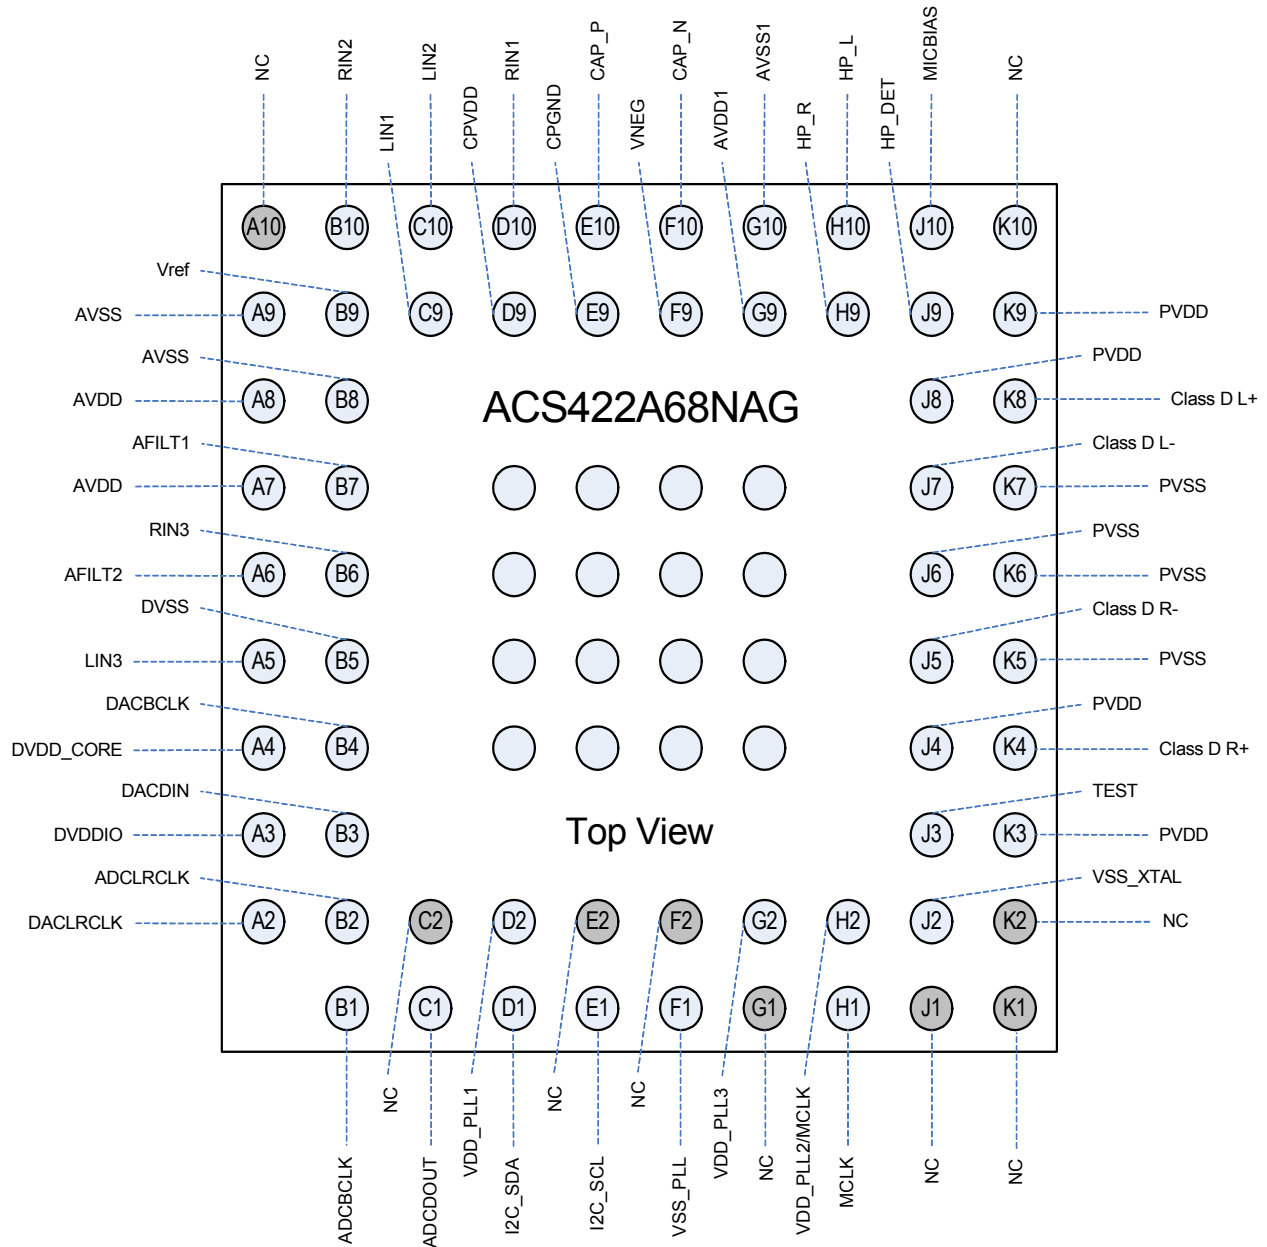 NC
RIN2
LIN1
LIN2
CPVDD
RIN1
CPGND
CAP_P
VNEG
CAP_N
AVDD1
AVSS1
HP_R
HP_L
HP_DET
MICBIAS
NC
A10 B10 C10 D10 E10 F10 G10 H10 J10 K10
Vref
AVSS A9 B9 C9 D9 E9 F9 G9 H9 J9 K9 PVDD
AVSS PVDD
AVDD A8 B8 ACS422A68NAG J8 K8 Class D L+
AFILT1 Class D L-
AVDD A7 B7 J7 K7 PVSS
RIN3 PVSS
AFILT2 A6 B6 J6 K6 PVSS
DVSS Class D R-
LIN3 A5 B5 J5 K5 PVSS
DACBCLK PVDD
DVDD_CORE A4 B4 J4 K4 Class D R+
DACDIN TEST
DVDDIO A3 B3 Top View J3 K3 PVDD
ADCLRCLK VSS_XTAL
DACLRCLK A2 B2 C2 D2 E2 F2 G2 H2 J2 K2 NC
B1 C1 D1 E1 F1 G1 H1 J1 K1
ADCBCLK
NC
ADCDOUT
VDD_PLL1
I2C_SDA
NC
I2C_SCL
NC
VSS_PLL
VDD_PLL3
NC
VDD_PLL2/MCLK
MCLK
NC
NC